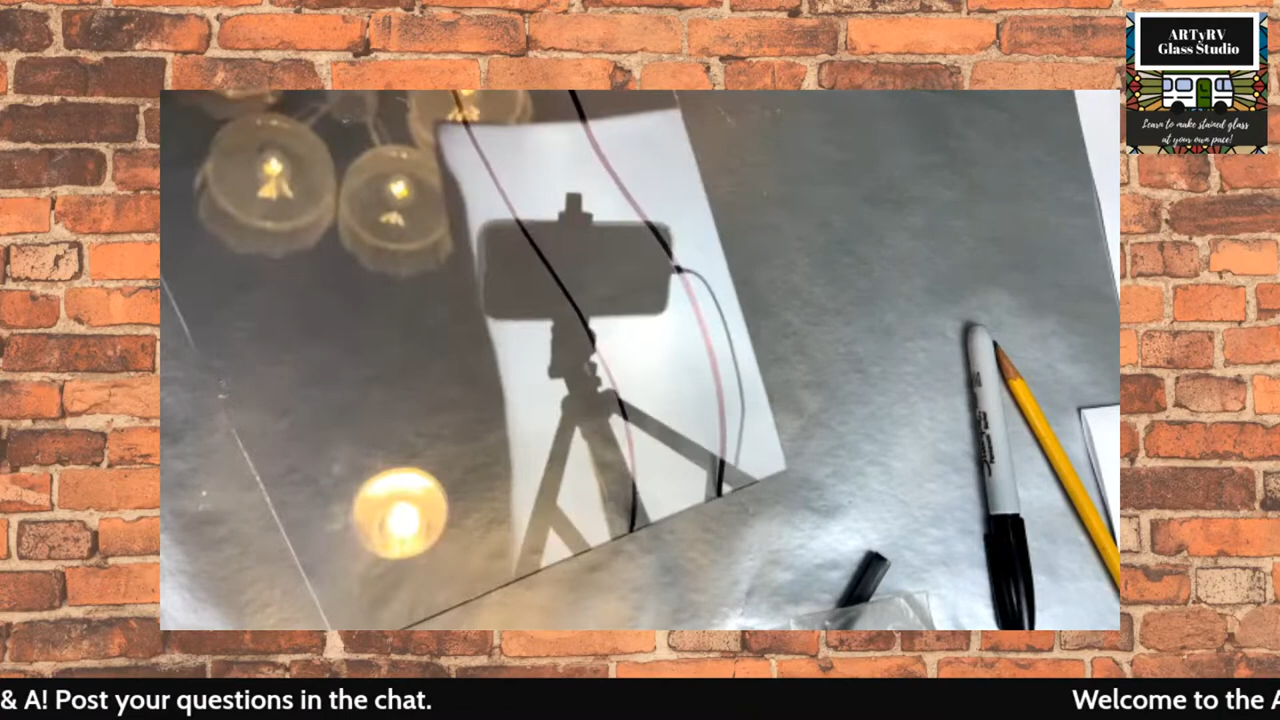 ARTyRV
Glass Studio
Learn to make stained glass
at your own pace!
& A! Post your questions in the chat.
Welcome to the A